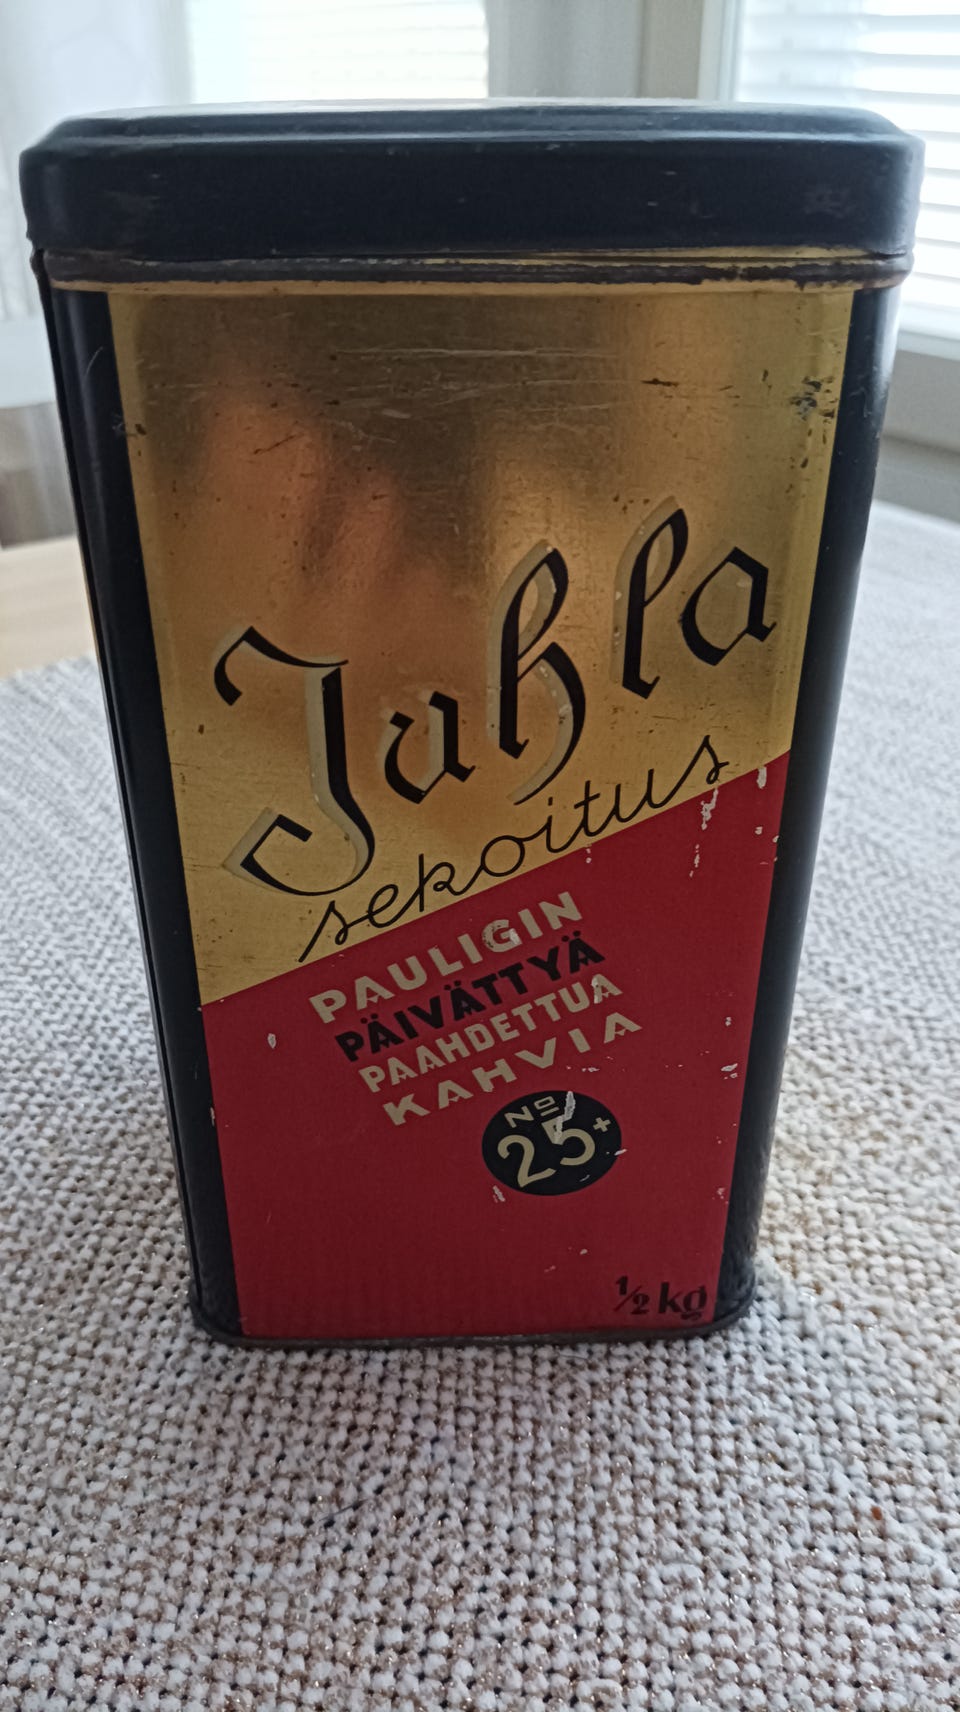 Juhla
sekoitus
PAULIGIN
PÄIVÄTTYÄ
PAAHDETTUA
KAHVIA
No
25+
½ kg